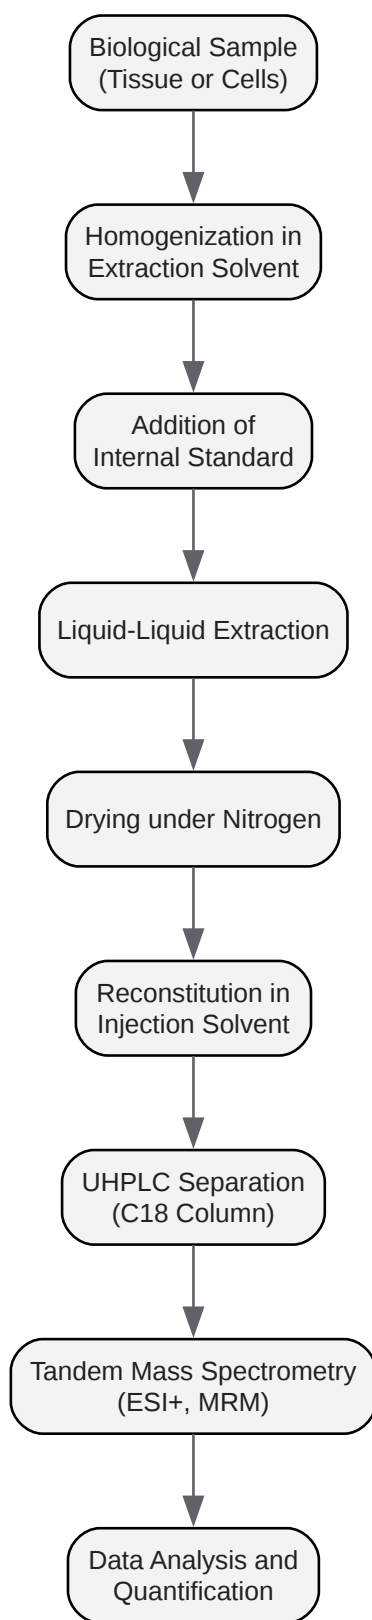 Biological Sample
(Tissue or Cells)
Homogenization in
Extraction Solvent
Addition of
Internal Standard
Liquid-Liquid Extraction
Drying under Nitrogen
Reconstitution in
Injection Solvent
UHPLC Separation
(C18 Column)
Tandem Mass Spectrometry
(ESI+, MRM)
Data Analysis and
Quantification